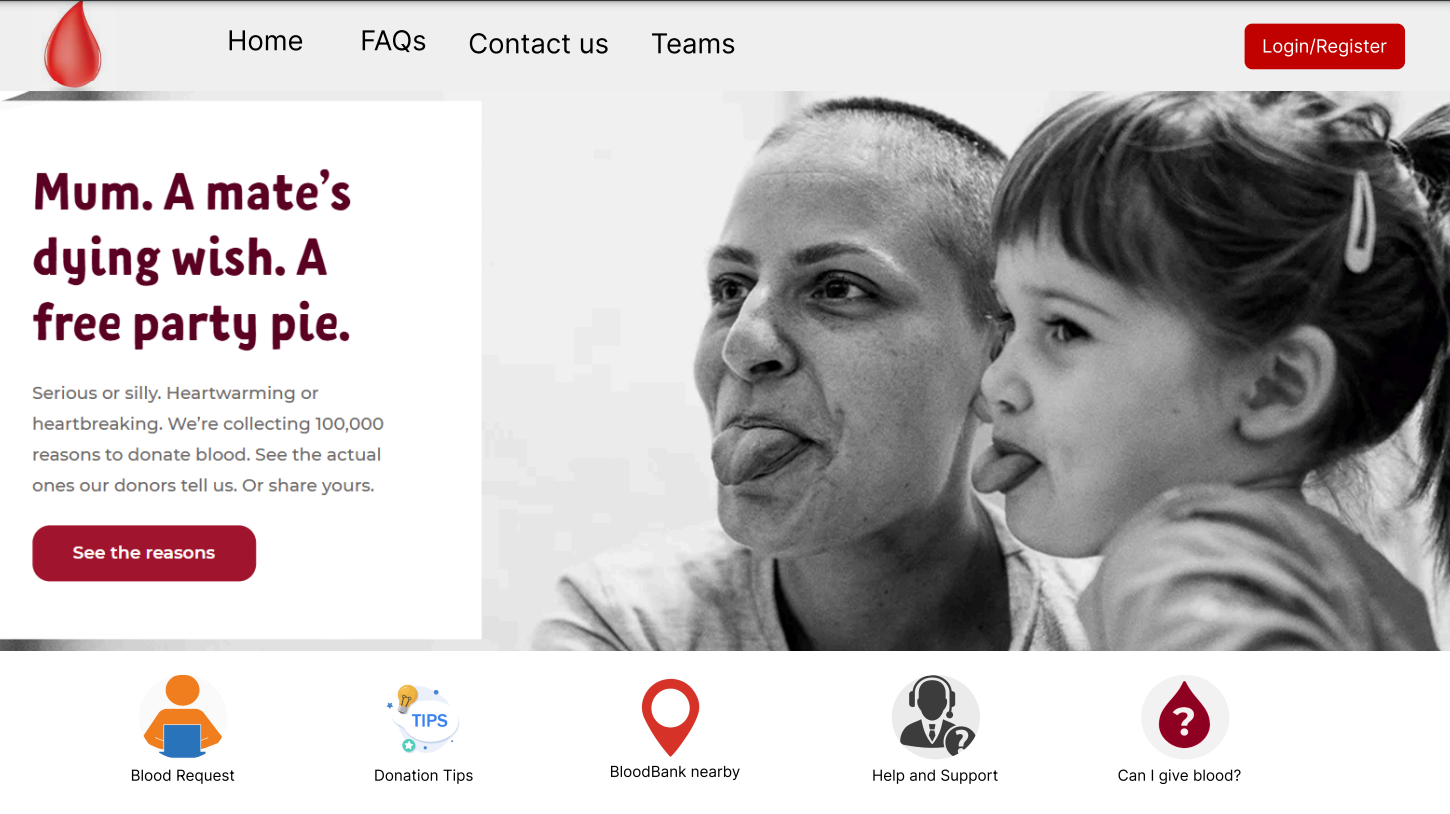 Home FAQs Contact us Teams Login/Register
Mum. A mate’s
dying wish. A
free party pie.
Serious or silly. Heartwarming or
heartbreaking. We’re collecting 100,000
reasons to donate blood. See the actual
ones our donors tell us. Or share yours.
See the reasons
TIPS
?
?
Blood Request Donation Tips BloodBank nearby Help and Support Can I give blood?